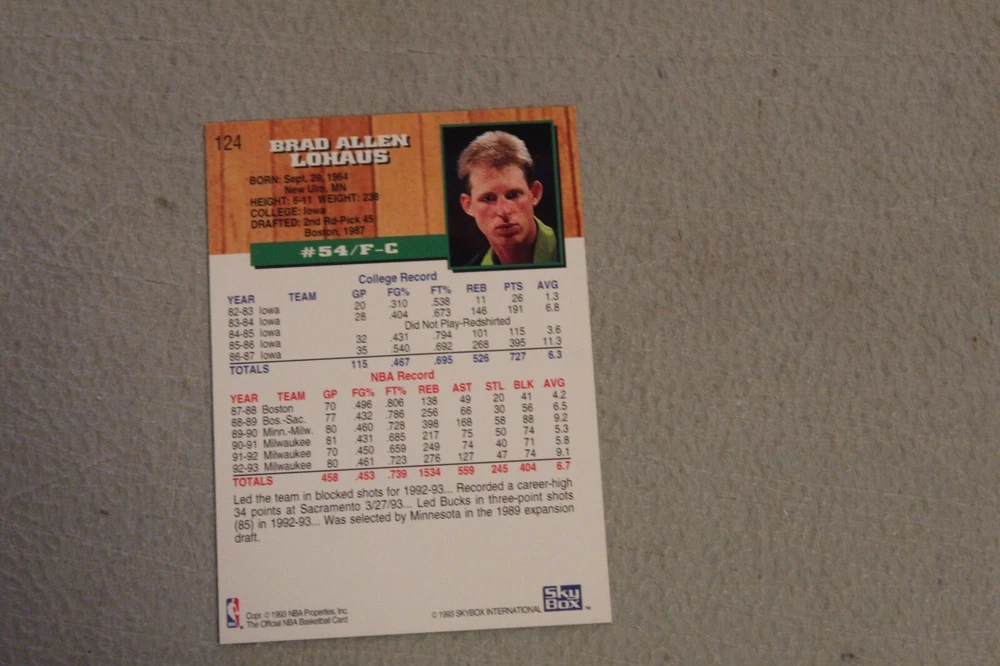 124
BRAD ALLEN
LOHAUS
BORN: Sept. 29, 1964
New Ulm, MN
HEIGHT: 6-11 WEIGHT: 238
COLLEGE: Iowa
DRAFTED: 2nd Rd-Pick 45
Boston, 1987
#54/F-C
College Record
YEAR TEAM GP FG% FT% REB PTS AVG
82-83 Iowa 20 .310 .538 11 26 1.3
83-84 Iowa 28 .404 .673 146 191 6.8
84-85 Iowa Did Not Play-Redshirted
85-86 Iowa 32 .431 .794 101 115 3.6
86-87 Iowa 35 .540 .692 268 395 11.3
TOTALS 115 .467 .695 526 727 6.3
NBA Record
YEAR TEAM GP FG% FT% REB AST STL BLK AVG
87-88 Boston 70 .496 .806 138 49 20 41 4.2
88-89 Bos.-Sac. 77 .432 .786 256 66 30 56 6.5
89-90 Minn.-Milw. 80 .460 .728 398 168 58 88 9.2
90-91 Milwaukee 81 .431 .685 217 75 50 74 5.3
91-92 Milwaukee 70 .450 .659 249 74 40 71 5.8
92-93 Milwaukee 80 .461 .723 276 127 47 74 9.1
TOTALS 458 .453 .739 1534 559 245 404 6.7
Led the team in blocked shots for 1992-93... Recorded a career-high
34 points at Sacramento 3/27/93... Led Bucks in three-point shots
(85) in 1992-93... Was selected by Minnesota in the 1989 expansion
draft.
Copr. © 1993 NBA Properties, Inc.
The Official NBA Basketball Card
© 1993 SKYBOX INTERNATIONAL
Sky
Box
TM